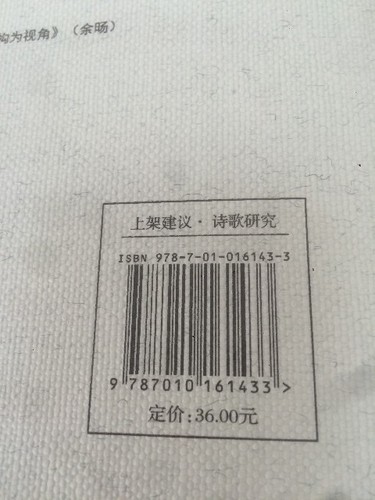 构为视角》（余旸）
上架建议·诗歌研究
ISBN 978-7-01-016143-3
9 787010 161433 >
定价:36.00元